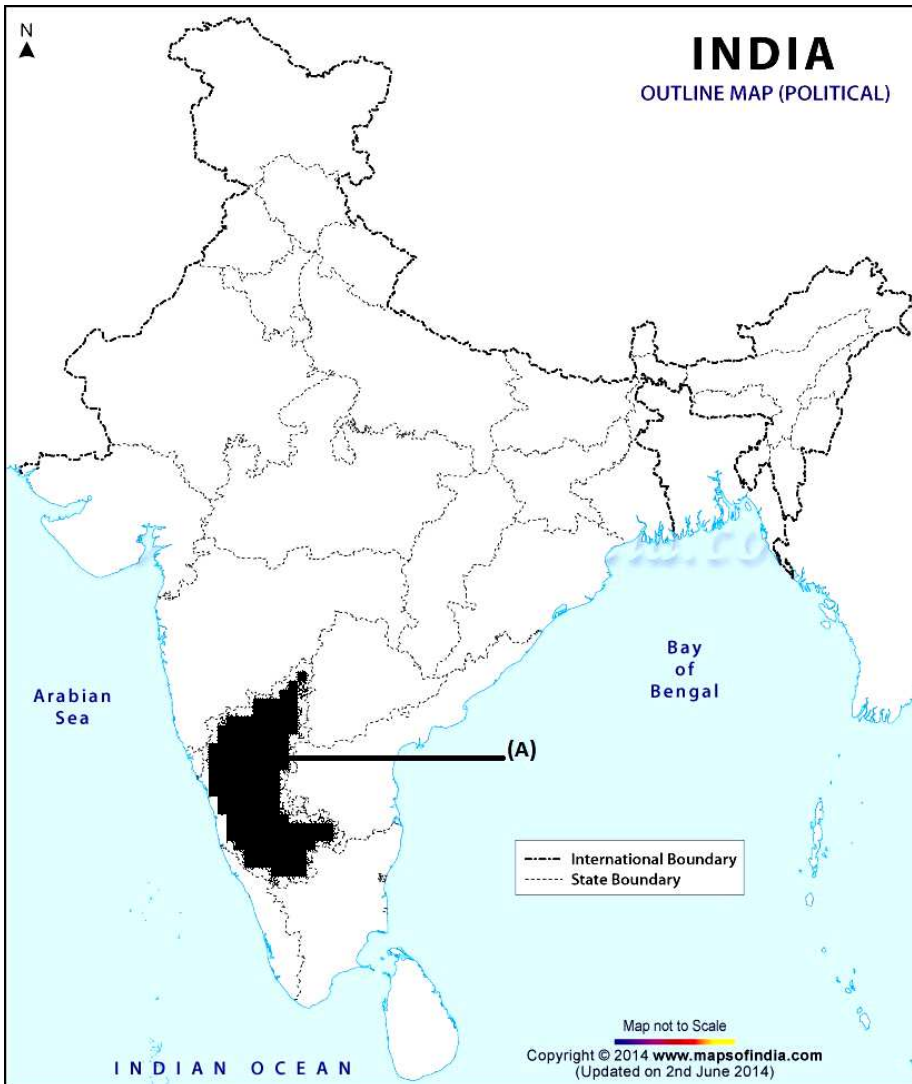 N
INDIA
OUTLINE MAP (POLITICAL)
Arabian
Sea
Bay
of
Bengal
(A)
International Boundary
State Boundary
Map not to Scale
Copyright © 2014 www.mapsofindia.com
(Updated on 2nd June 2014)
INDIAN OCEAN